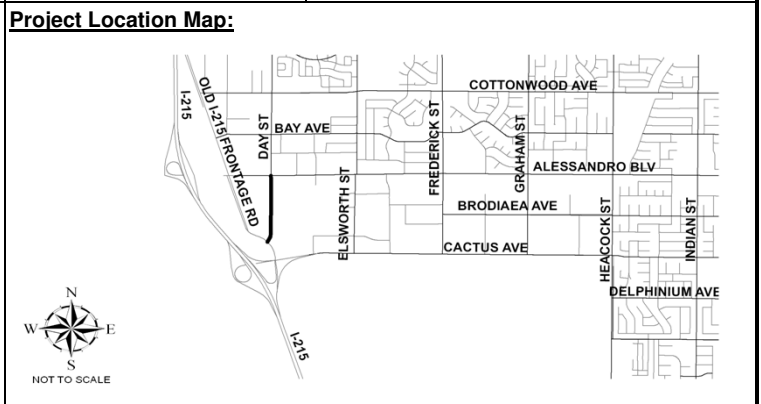 Project Location Map:
COTTONWOOD AVE
I-215
OLD I-215 FRONTAGE RD
DAY ST
BAY AVE
FREDERICK ST
GRAHAM ST
ALESSANDRO BLV
ELSWORTH ST
BRODIAEA AVE
HEACOCK ST
INDIAN ST
CACTUS AVE
DELPHINIUM AVE
N
W
E
S
NOT TO SCALE
I-215